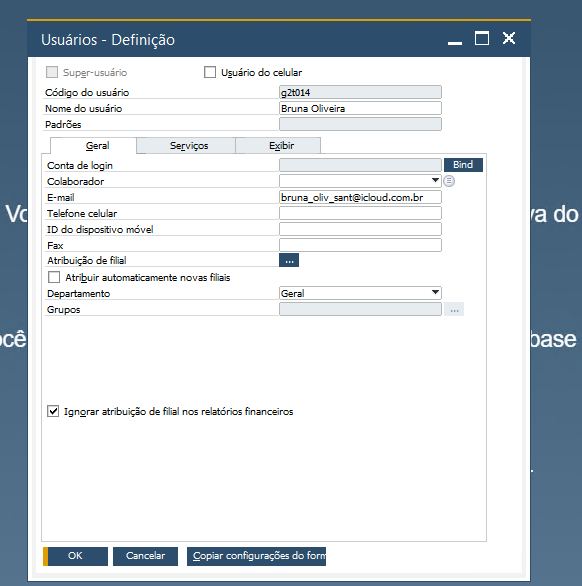 Usuários - Definição
Super-usuário
Usuário do celular
Código do usuário
g2t014
Nome do usuário
Bruna Oliveira
Padrões
Geral
Serviços
Exibir
Conta de login
Bind
Colaborador
E-mail
bruna_oliv_sant@icloud.com.br
Telefone celular
ID do dispositivo móvel
Fax
Atribuição de filial
...
Atribuir automaticamente novas filiais
Departamento
Geral
Grupos
...
Ignorar atribuição de filial nos relatórios financeiros
OK
Cancelar
Copiar configurações do form
Vo
va do
ocê
base
.